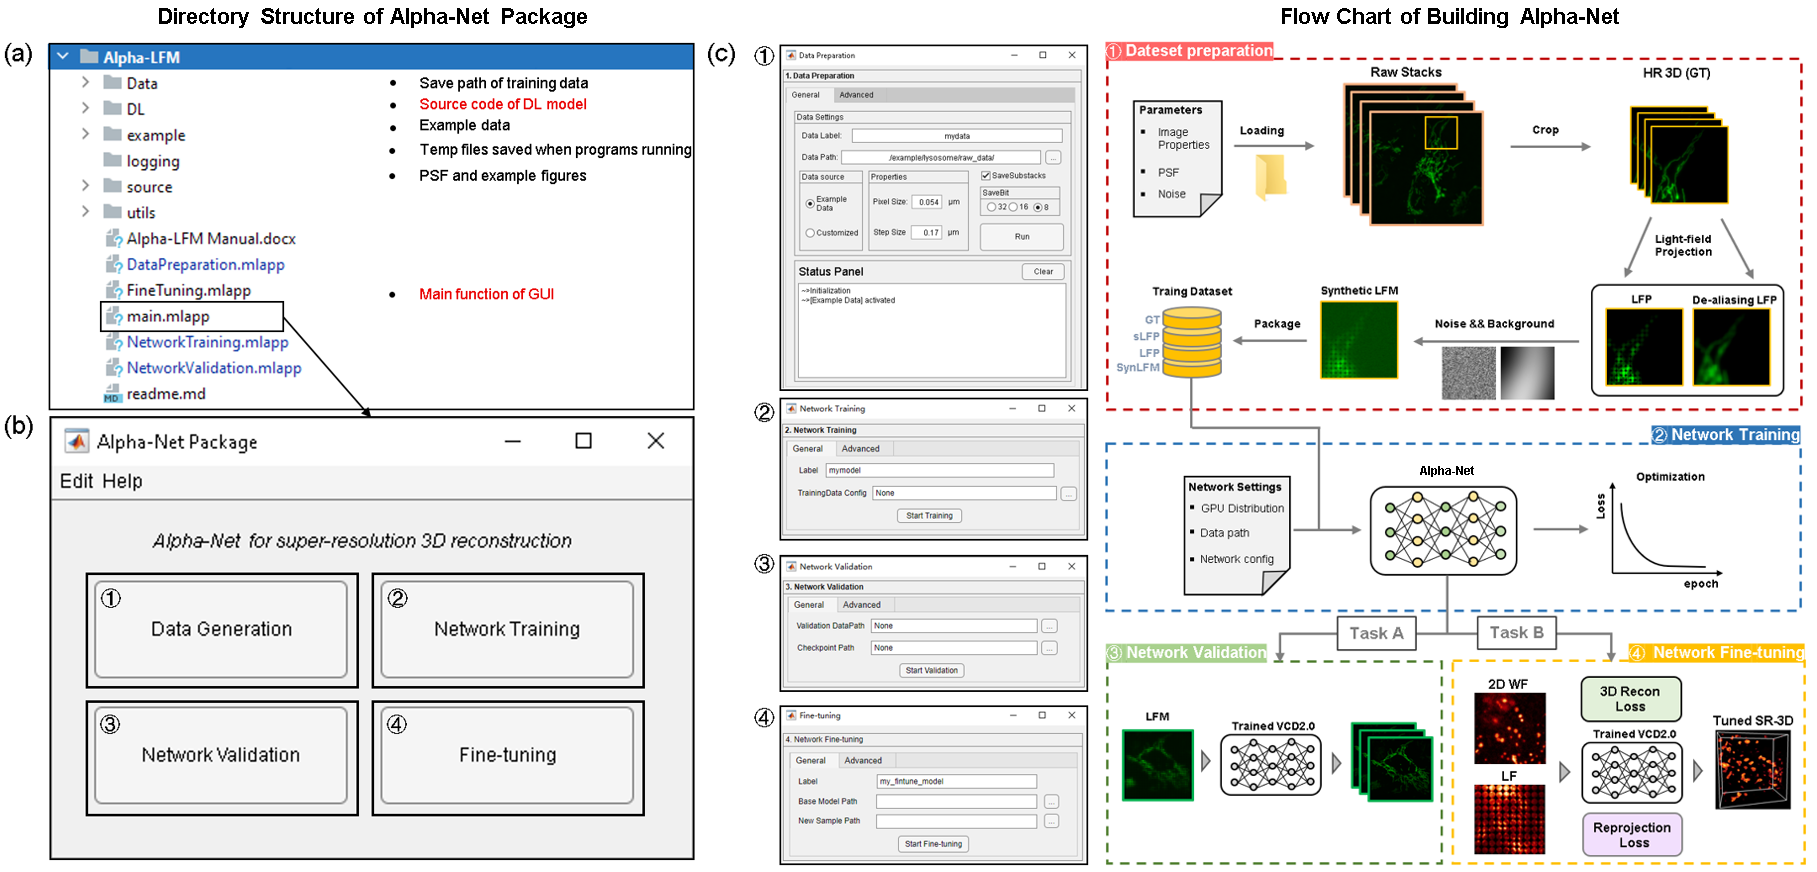 Directory Structure of Alpha-Net Package
Flow Chart of Building Alpha-Net
(a)
Alpha-LFM
Data
DL
example
logging
source
utils
Alpha-LFM Manual.docx
DataPreparation.mlapp
FineTuning.mlapp
main.mlapp
NetworkTraining.mlapp
NetworkValidation.mlapp
MD readme.md
• Save path of training data
• Source code of DL model
• Example data
• Temp files saved when programs running
• PSF and example figures
• Main function of GUI
(b)
Alpha-Net Package
Edit Help
Alpha-Net for super-resolution 3D reconstruction
①
Data Generation
②
Network Training
③
Network Validation
④
Fine-tuning
(c)
①
Data Preparation
1. Data Preparation
General Advanced
Data Settings
Data Label: mydata
Data Path: /example/lysosome/raw_data/ ...
Data source
Example Data
Customized
Properties
Pixel Size: 0.054 μm
Step Size 0.17 μm
SaveSubstacks
SaveBit
32 16 8
Run
Status Panel
Clear
~>Initialization
~>[Example Data] activated
②
Network Training
2. Network Training
General Advanced
Label mymodel
TrainingData Config None ...
Start Training
③
Network Validation
3. Network Validation
General Advanced
Validation DataPath None ...
Checkpoint Path None ...
Start Validation
④
Fine-tuning
4. Network Fine-tuning
General Advanced
Label my_fintune_model
Base Model Path ...
New Sample Path ...
Start Fine-tuning
① Dateset preparation
Parameters
▪ Image
Properties
▪ PSF
▪ Noise
Loading
Raw Stacks
Crop
HR 3D (GT)
Light-field
Projection
LFP
De-aliasing LFP
Noise && Background
Synthetic LFM
Package
Traing Dataset
GT
sLFP
LFP
SynLFM
② Network Training
Network Settings
▪ GPU Distribution
▪ Data path
▪ Network config
Alpha-Net
Optimization
Loss
epoch
Task A
Task B
③ Network Validation
LFM
Trained VCD2.0
④ Network Fine-tuning
2D WF
LF
3D Recon
Loss
Trained VCD2.0
Reprojection
Loss
Tuned SR-3D